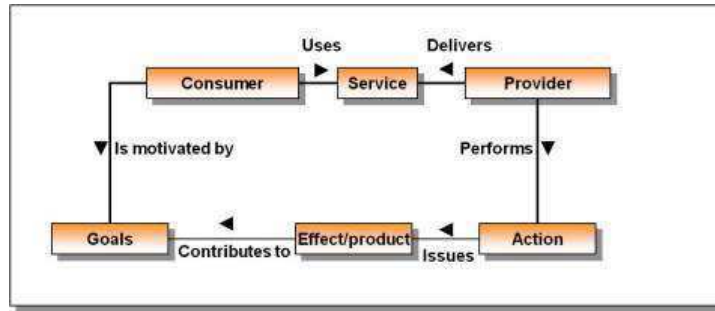 Uses
Delivers
Consumer
Service
Provider
Is motivated by
Performs
Goals
Effect/product
Action
Contributes to
Issues